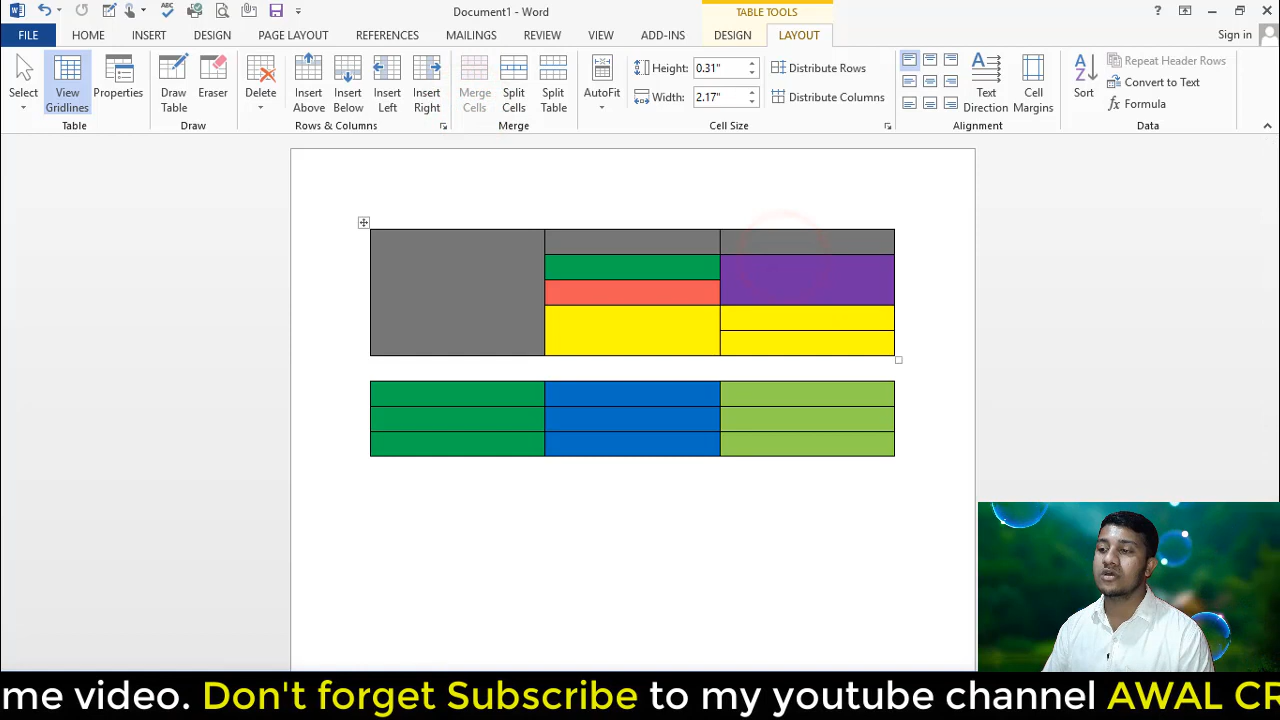 Document1 - Word
TABLE TOOLS
?
FILE HOME INSERT DESIGN PAGE LAYOUT REFERENCES MAILINGS REVIEW VIEW ADD-INS DESIGN LAYOUT Sign in
Select View Gridlines Properties
Draw Table Eraser
Delete Insert Above Insert Below Insert Left Insert Right
Merge Cells Split Cells Split Table
AutoFit
Height: 0.31"
Width: 2.17"
Distribute Rows
Distribute Columns
Text Direction Cell Margins
Sort
Repeat Header Rows
Convert to Text
Formula
Table Draw Rows & Columns Merge Cell Size Alignment Data
me video. Don't forget Subscribe to my youtube channel AWAL CR